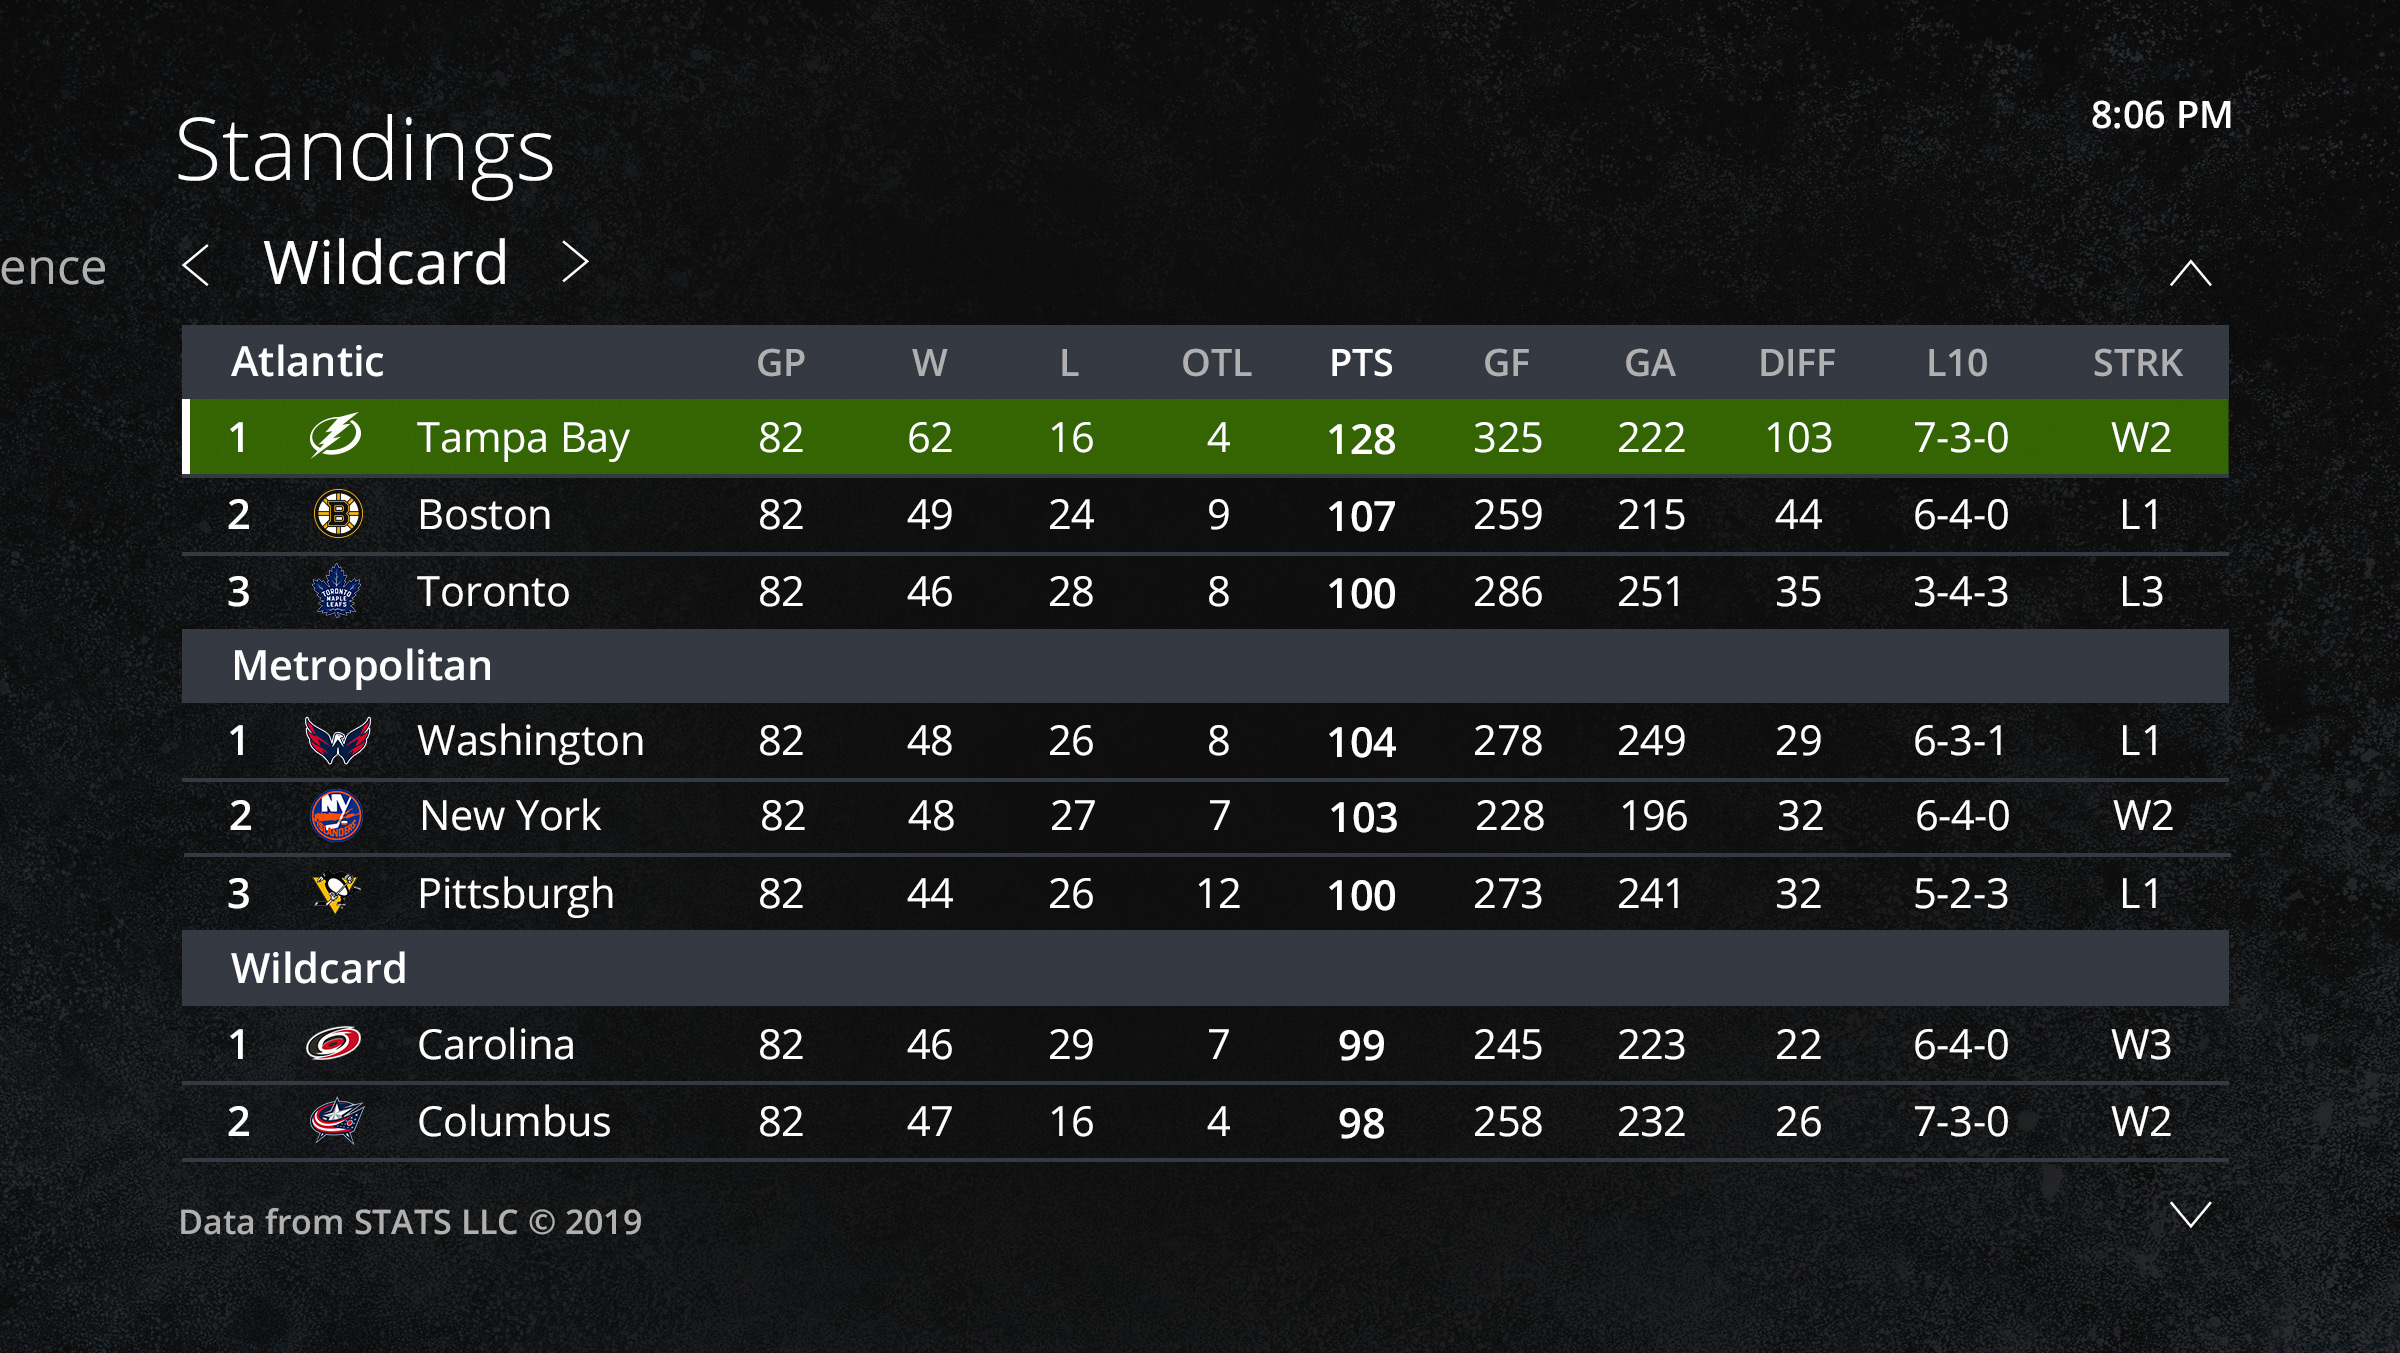 8:06 PM
Standings
ence < Wildcard >
Atlantic GP W L OTL PTS GF GA DIFF L10 STRK
1 Tampa Bay 82 62 16 4 128 325 222 103 7-3-0 W2
2 B Boston 82 49 24 9 107 259 215 44 6-4-0 L1
3 TORONTO MAPLE LEAFS Toronto 82 46 28 8 100 286 251 35 3-4-3 L3
Metropolitan
1 Washington 82 48 26 8 104 278 249 29 6-3-1 L1
2 NY ISLANDERS New York 82 48 27 7 103 228 196 32 6-4-0 W2
3 Pittsburgh 82 44 26 12 100 273 241 32 5-2-3 L1
Wildcard
1 Carolina 82 46 29 7 99 245 223 22 6-4-0 W3
2 Columbus 82 47 16 4 98 258 232 26 7-3-0 W2
Data from STATS LLC © 2019